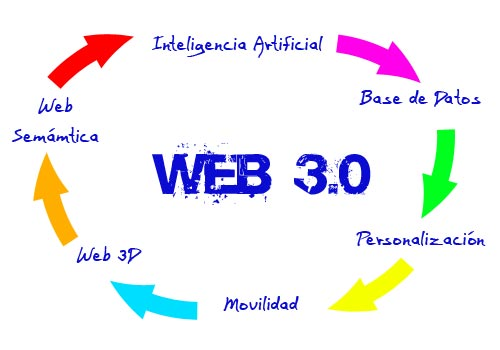 Inteligencia Artificial
Base de Datos
Web
Semámtica
WEB 3.0
Personalización
Web 3D
Movilidad